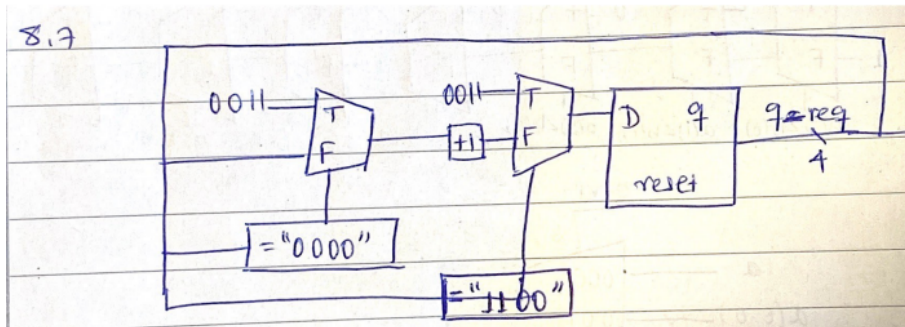 8.7
0011 T 0011 T D q q-reg
F +1 F 4
reset
="0000"
="1100"